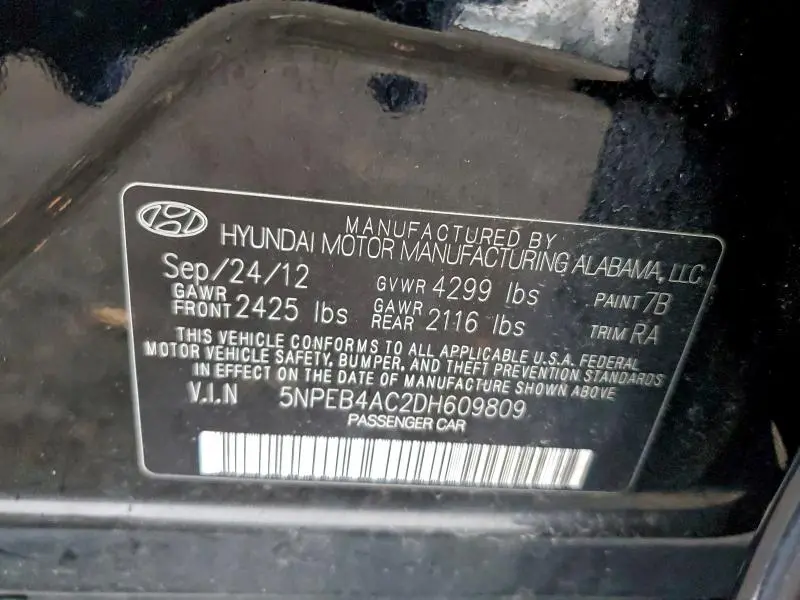 MANUFACTURED BY
HYUNDAI MOTOR MANUFACTURING ALABAMA, LLC
Sep/24/12 GVWR 4299 lbs PAINT 7B
GAWR FRONT 2425 lbs GAWR REAR 2116 lbs TRIM RA
THIS VEHICLE CONFORMS TO ALL APPLICABLE U.S.A. FEDERAL
MOTOR VEHICLE SAFETY, BUMPER, AND THEFT PREVENTION STANDARDS
IN EFFECT ON THE DATE OF MANUFACTURE SHOWN ABOVE
V.I.N 5NPEB4AC2DH609809
PASSENGER CAR